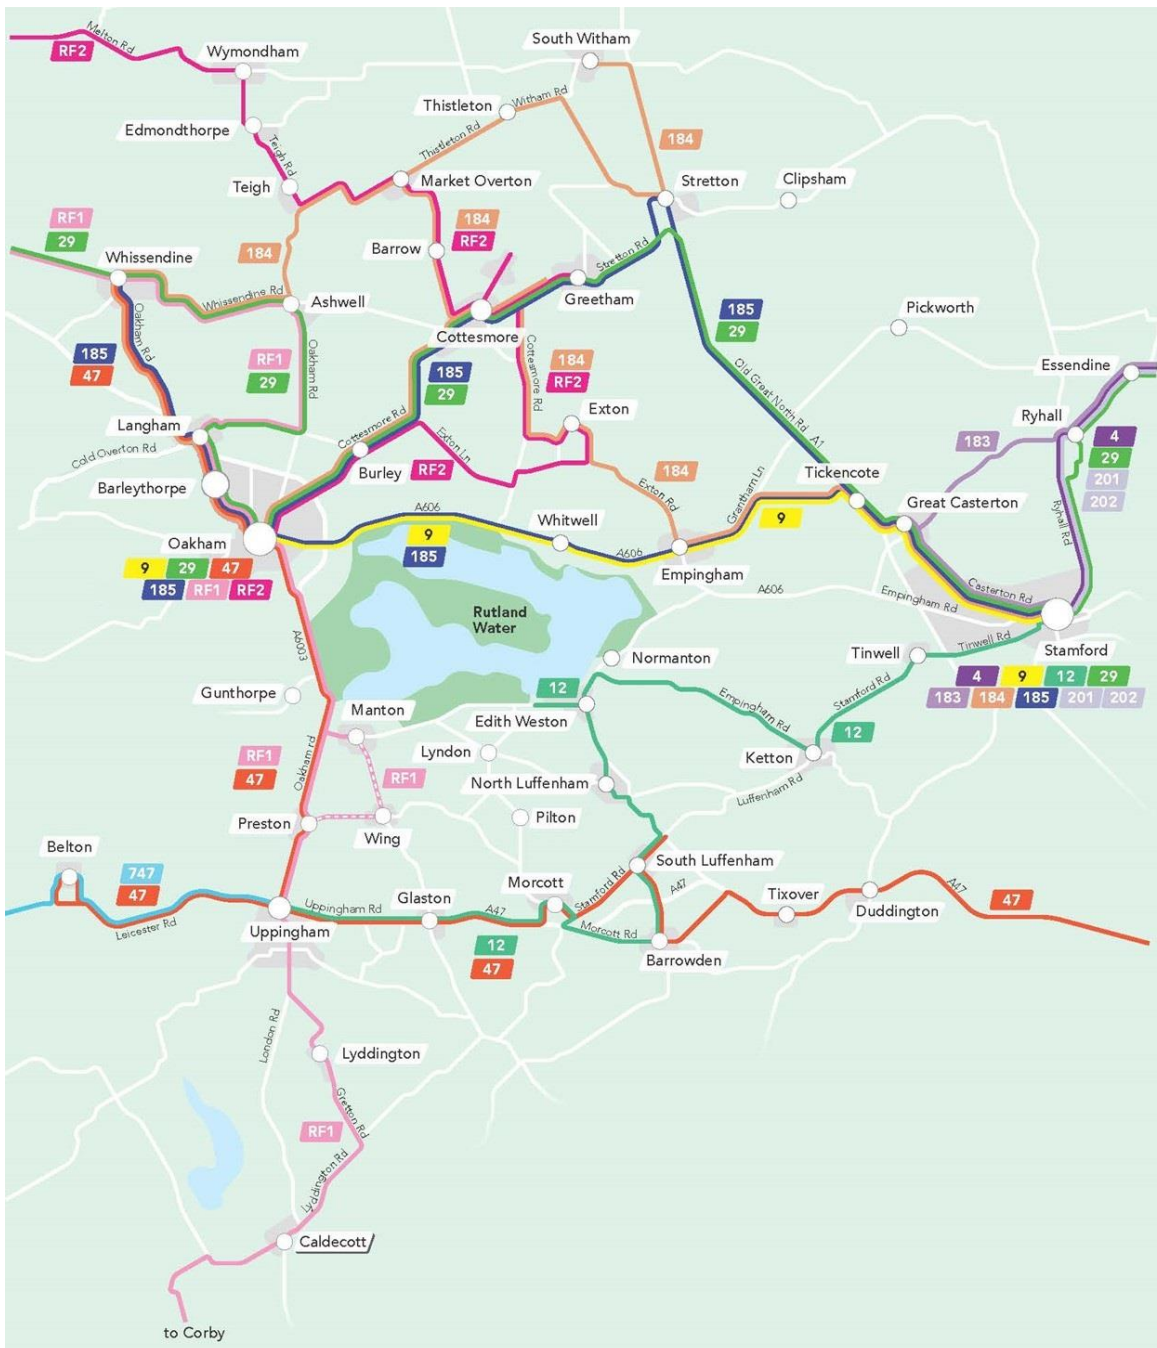 Melton Rd
RF2
Wymondham
South Witham
Edmondthorpe
Thistleton
Witham Rd
Thistleton Rd
184
Teigh Rd
Teigh
Market Overton
Stretton
Clipsham
RF1
29
184
RF2
Whissendine
184
Barrow
Stretton Rd
Whissendine Rd
Ashwell
Greetham
185
29
Pickworth
Oakham Rd
Cottesmore
185
47
RF1
29
Oakham Rd
185
29
Cottesmore Rd
184
RF2
Old Great North Rd
A1
Essendine
Langham
Cold Overton Rd
Cottesmore Rd
Exton Ln
Exton
Ryhall
183
4
29
201
202
Barleythorpe
Burley
RF2
184
Exton Rd
Grantham Ln
Tickencote
Great Casterton
Ryhall Rd
A606
Whitwell
9
Oakham
9
185
A606
Empingham
9
29
47
185
RF1
RF2
A606
Empingham Rd
Casterton Rd
Rutland
Water
A6003
Normanton
Tinwell
Tinwell Rd
Stamford
4
9
12
29
183
184
185
201
202
Gunthorpe
Manton
12
Edith Weston
Empingham Rd
Stamford Rd
12
Lyndon
Ketton
RF1
47
Oakham rd
RF1
North Luffenham
Luffenham Rd
Preston
Wing
Pilton
Belton
747
47
South Luffenham
Morcott
Stamford Rd
A47
Tixover
A47
47
Glaston
Uppingham Rd
A47
Duddington
Leicester Rd
Uppingham
12
47
Morcott Rd
Barrowden
London Rd
Lyddington
Gretton Rd
RF1
Lyddington Rd
Caldecott
to Corby